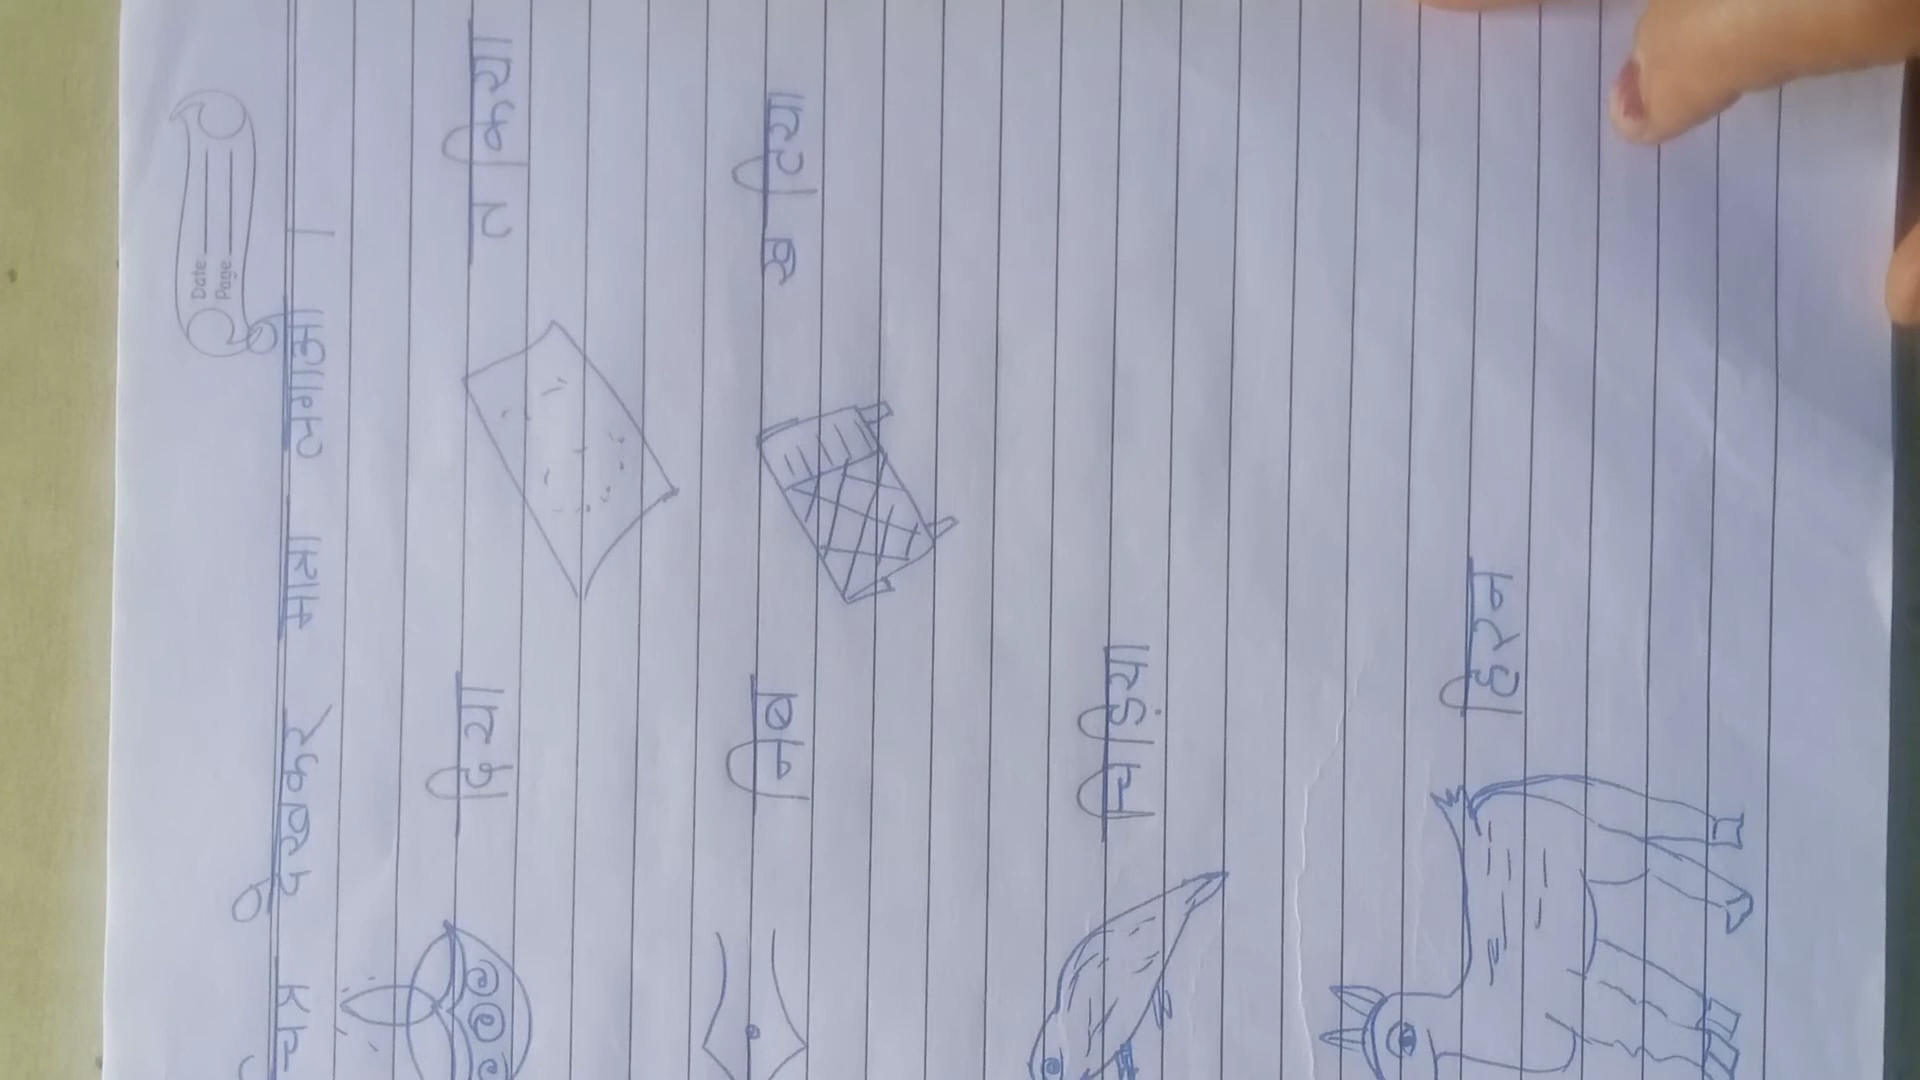 Date
Page
चित्र देखकर मात्रा लगाओ ।
दिया तकिया
निब खटिया
चिड़िया
हिरन